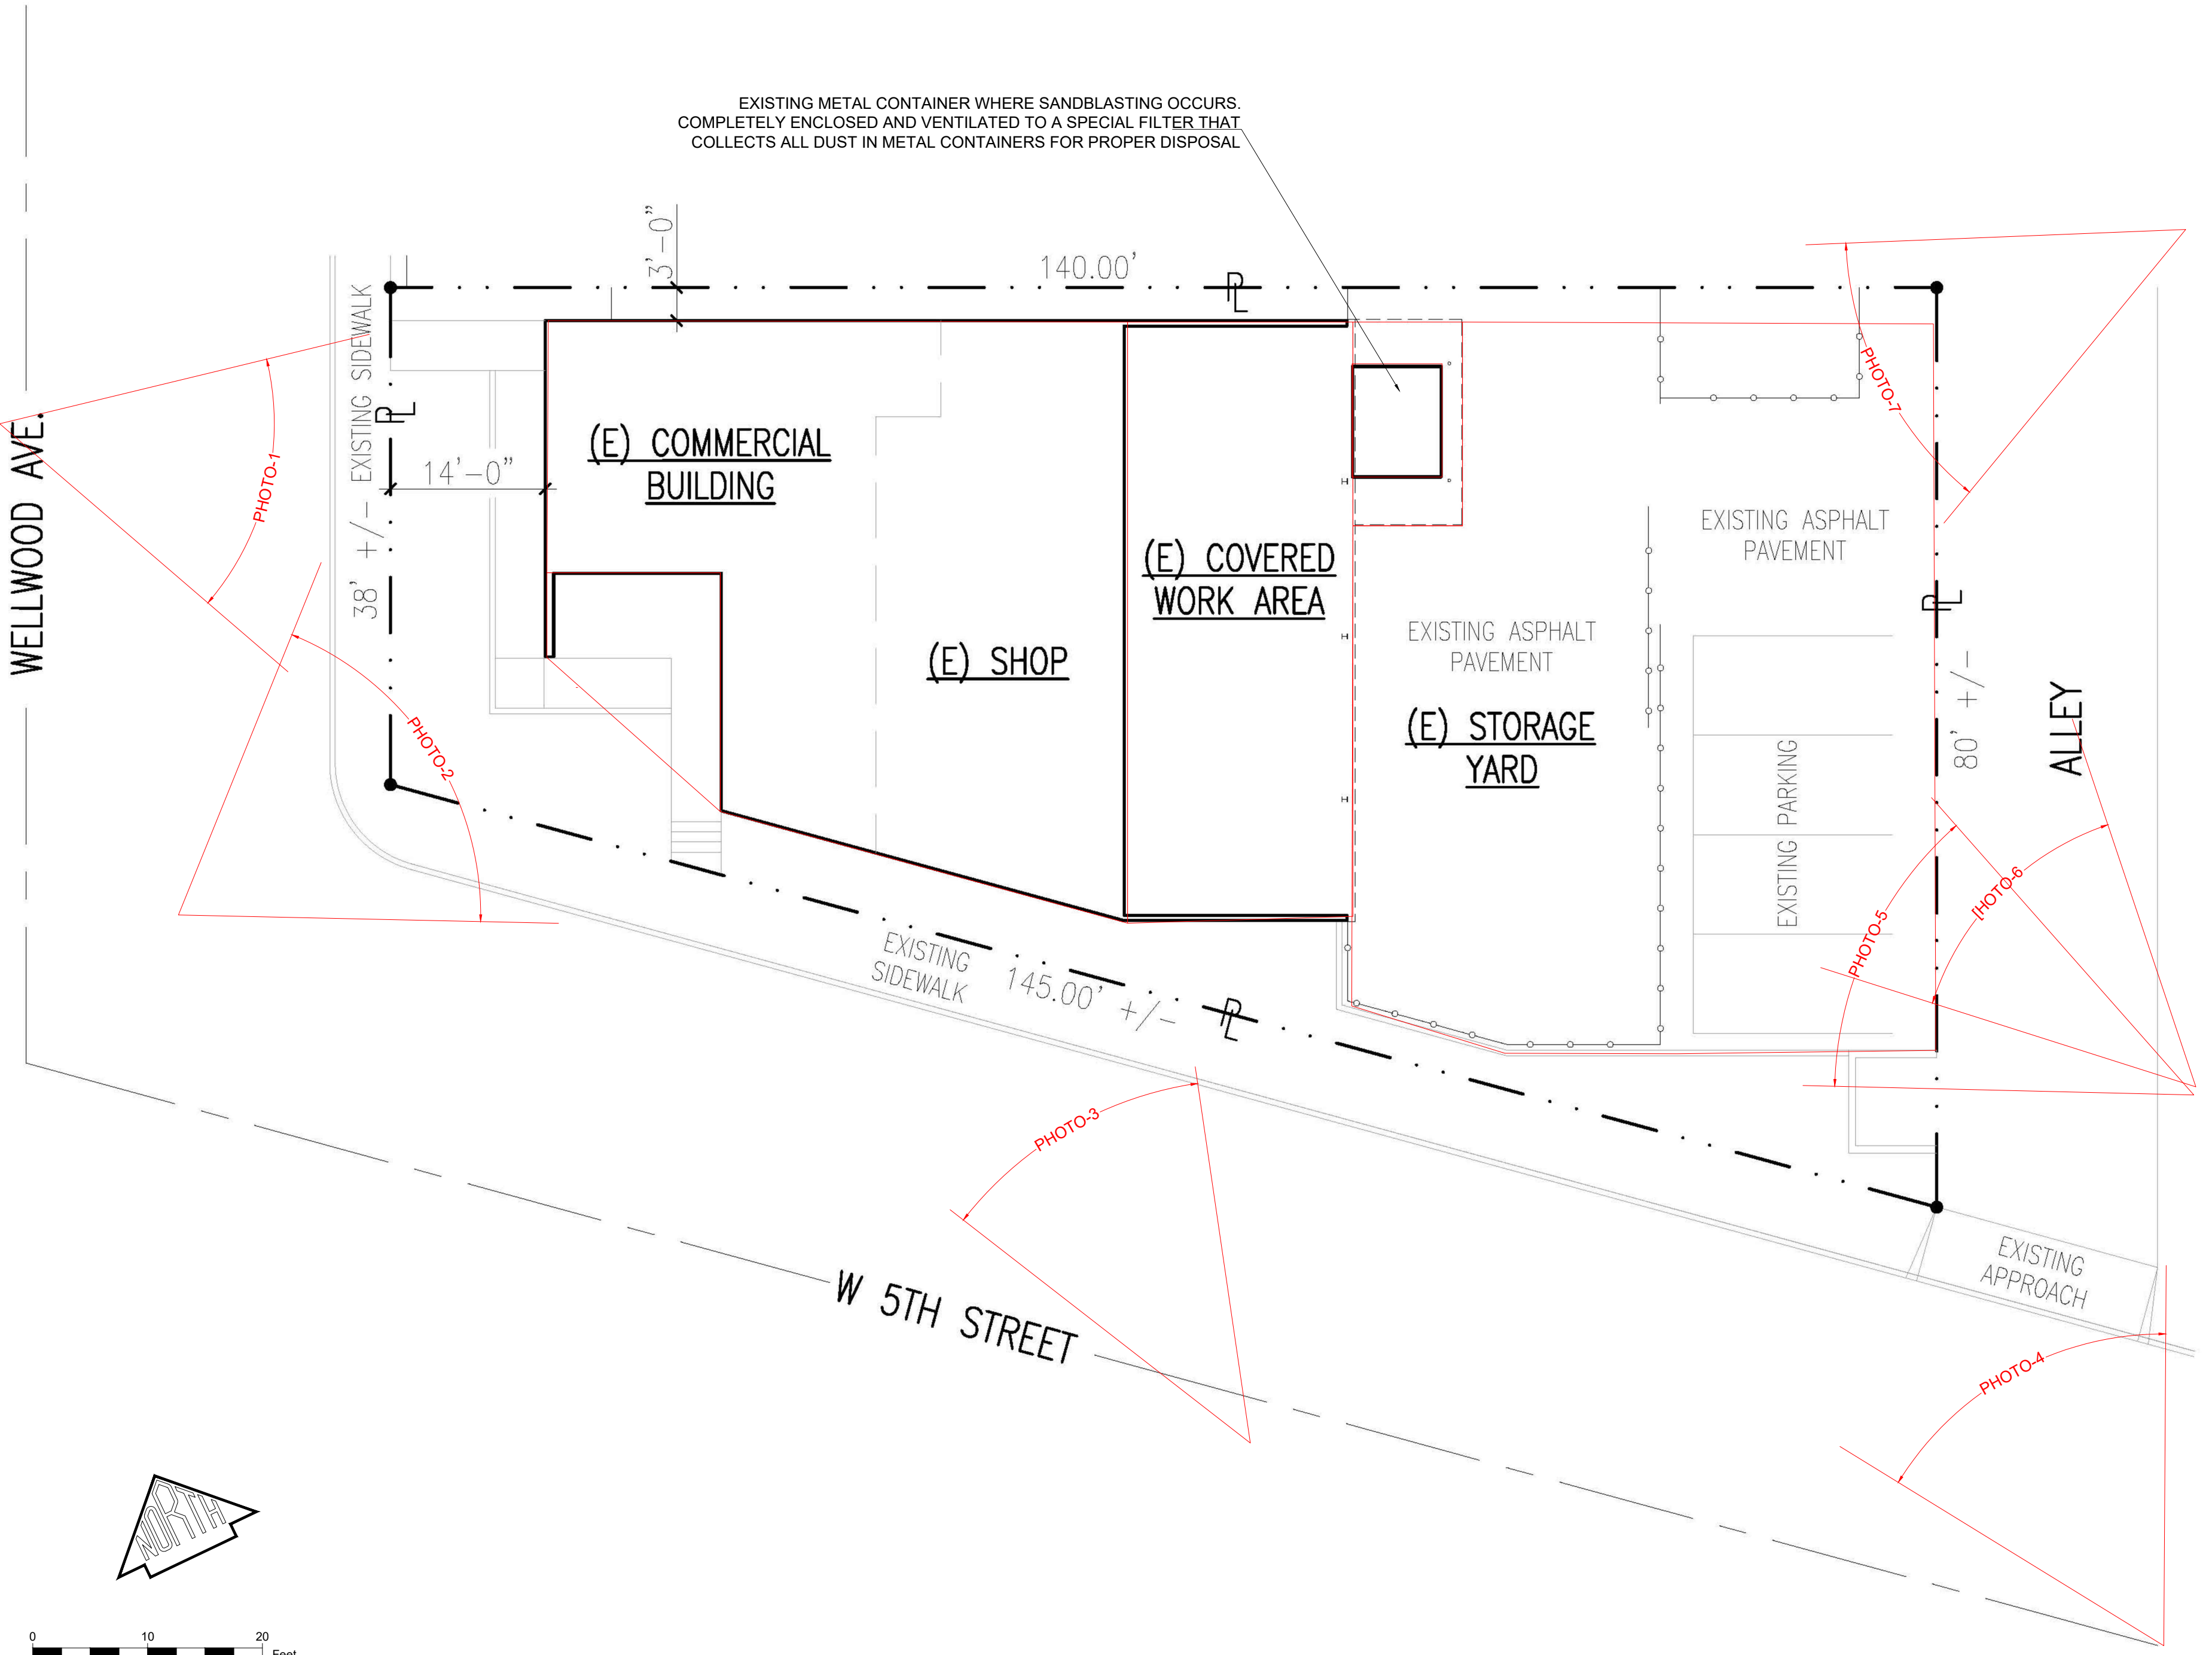 EXISTING METAL CONTAINER WHERE SANDBLASTING OCCURS.
COMPLETELY ENCLOSED AND VENTILATED TO A SPECIAL FILTER THAT
COLLECTS ALL DUST IN METAL CONTAINERS FOR PROPER DISPOSAL
3'-0"
140.00'
PL
EXISTING SIDEWALK
PL
38' +/-
14'-0"
WELLWOOD AVE.
PHOTO-1
PHOTO-2
(E) COMMERCIAL
BUILDING
(E) SHOP
(E) COVERED
WORK AREA
EXISTING ASPHALT
PAVEMENT
(E) STORAGE
YARD
EXISTING ASPHALT
PAVEMENT
PHOTO-7
PL
80' +/-
ALLEY
EXISTING PARKING
PHOTO-5
[HOTO-6
EXISTING
SIDEWALK
145.00' +/-
PL
PHOTO-3
W 5TH STREET
EXISTING
APPROACH
PHOTO-4
NORTH
0 10 20
Feet